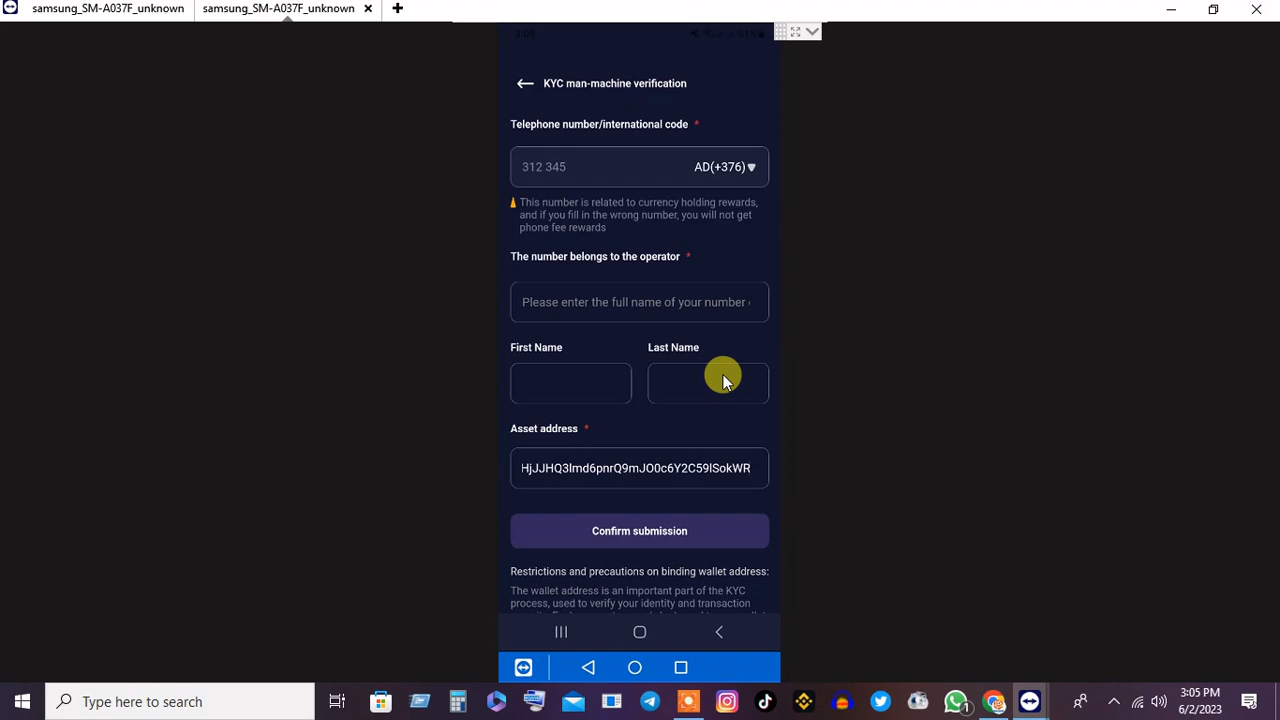 samsung_SM-A037F_unknown
samsung_SM-A037F_unknown
3:05
61%
KYC man-machine verification
Telephone number/international code *
312 345
AD(+376)
This number is related to currency holding rewards,
and if you fill in the wrong number, you will not get
phone fee rewards
The number belongs to the operator *
Please enter the full name of your number
First Name
Last Name
Asset address *
HjJJHQ3lmd6pnrQ9mJO0c6Y2C59lSokWR
Confirm submission
Restrictions and precautions on binding wallet address:
The wallet address is an important part of the KYC
process, used to verify your identity and transaction
Type here to search
1
3:05 PM
6/2/2023